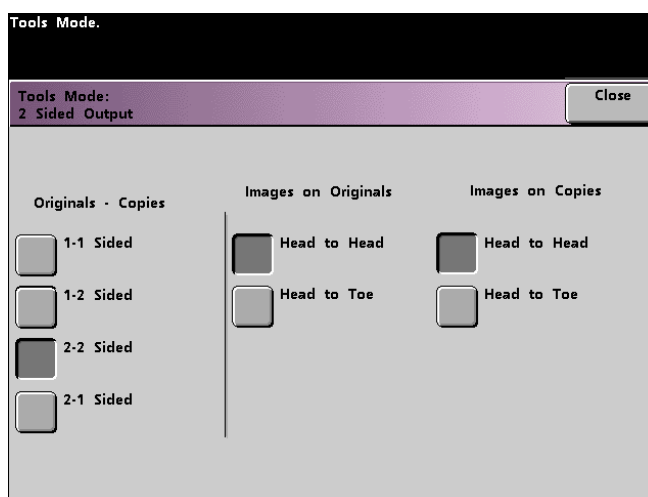 Tools Mode.
Tools Mode:
2 Sided Output
Close
Originals - Copies
1-1 Sided
1-2 Sided
2-2 Sided
2-1 Sided
Images on Originals
Head to Head
Head to Toe
Images on Copies
Head to Head
Head to Toe